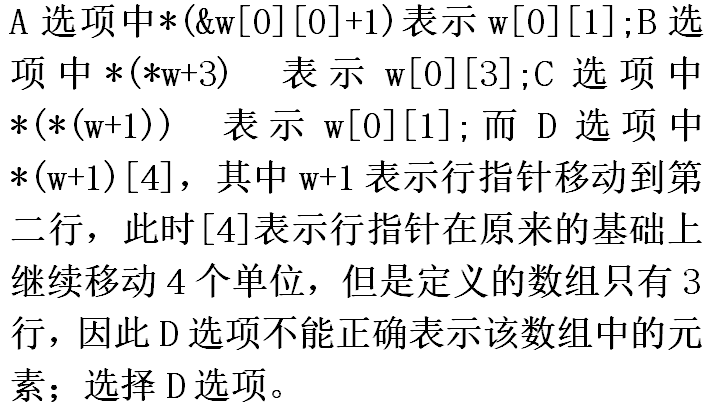 A 选项中*(&w[0][0]+1)表示 w[0][1];B 选
项中*(*w+3) 表示 w[0][3];C 选项中
*(*(w+1)) 表示 w[0][1];而 D 选项中
*(w+1)[4]，其中 w+1 表示行指针移动到第
二行，此时[4]表示行指针在原来的基础上
继续移动 4 个单位，但是定义的数组只有 3
行，因此 D 选项不能正确表示该数组中的元
素；选择 D 选项。